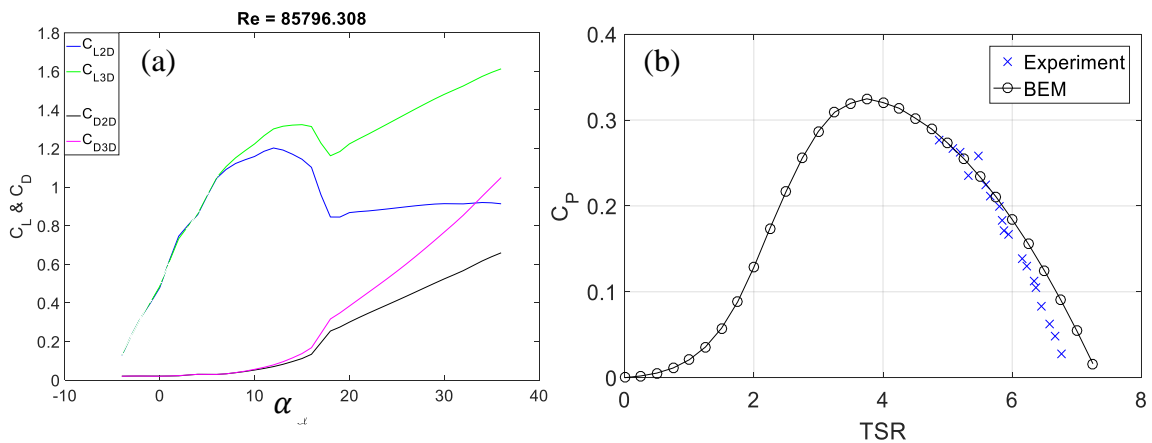 Re = 85796.308
(a)
C_L2D
C_L3D
C_D2D
C_D3D
C_L & C_D
1.8
1.6
1.4
1.2
1
0.8
0.6
0.4
0.2
0
-10 0 10 20 30 40
α
(b)
Experiment
BEM
C_P
0.4
0.3
0.2
0.1
0
0 2 4 6 8
TSR